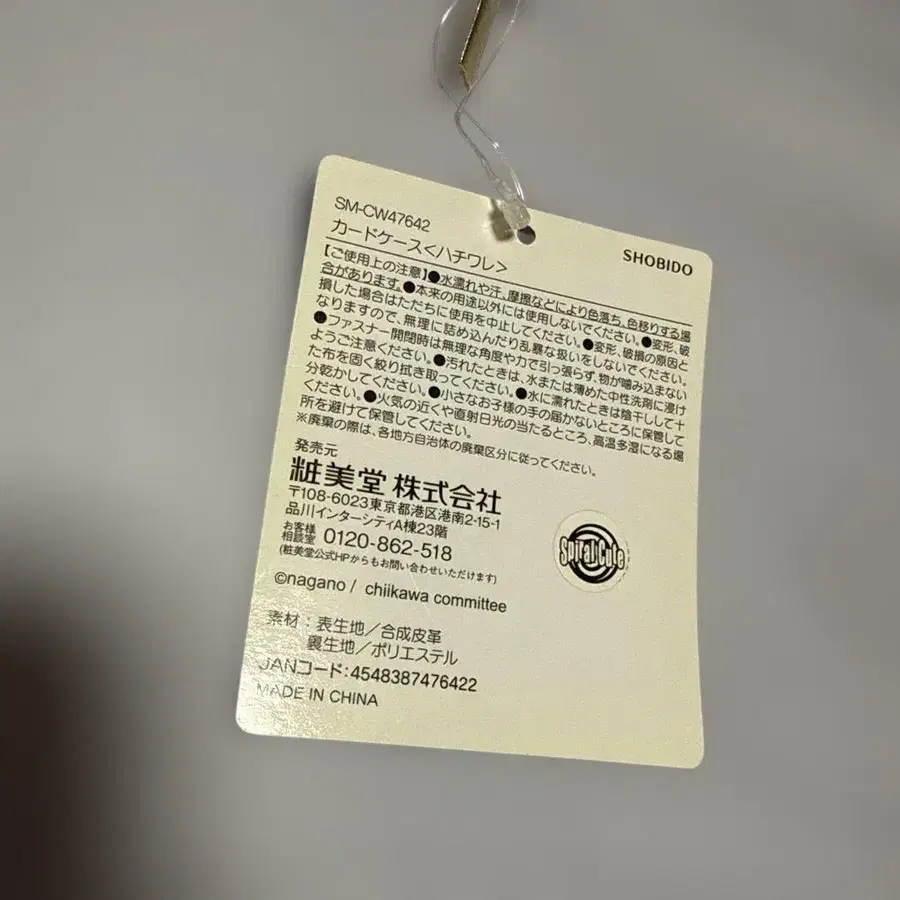 SM-CW47642
SHOBIDO
カードケース<ハチワレ>
【ご使用上の注意】●水濡れや汗、摩擦などにより色落ち、色移りする場
合があります。●本来の用途以外には使用しないでください。●変形、破
損した場合はただちに使用を中止してください。●変形、破損の原因と
なりますので、無理に詰め込んだり乱暴な扱いをしないでください。
●ファスナー開閉時は無理な角度や力で引っ張らず、物が噛み込まない
ようご注意ください。●汚れたときは、水または薄めた中性洗剤に浸け
た布を固く絞り拭き取ってください。●水に濡れたときは陰干しして十
分乾かしてください。●小さなお子様の手の届かないところに保管して
ください。●火気の近くや直射日光の当たるところ、高温多湿になる場
所を避けて保管してください。
※廃棄の際は、各地方自治体の廃棄区分に従ってください。
発売元
粧美堂 株式会社
〒108-6023東京都港区港南2-15-1
品川インターシティA棟23階
お客様
相談室 0120-862-518
(粧美堂公式HPからもお問い合わせいただけます)
Spiral Cute
©nagano / chiikawa committee
素材：表生地／合成皮革
裏生地／ポリエステル
JANコード:4548387476422
MADE IN CHINA